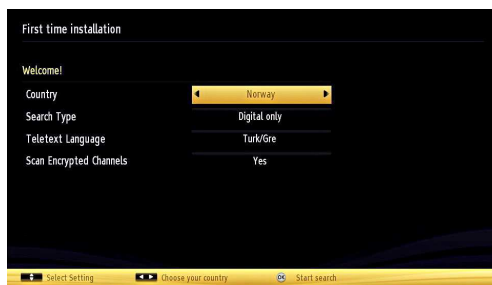 First time installation
Welcome!
Country Norway
Search Type Digital only
Teletext Language Turk/Gre
Scan Encrypted Channels Yes
Select Setting Choose your country OK Start search